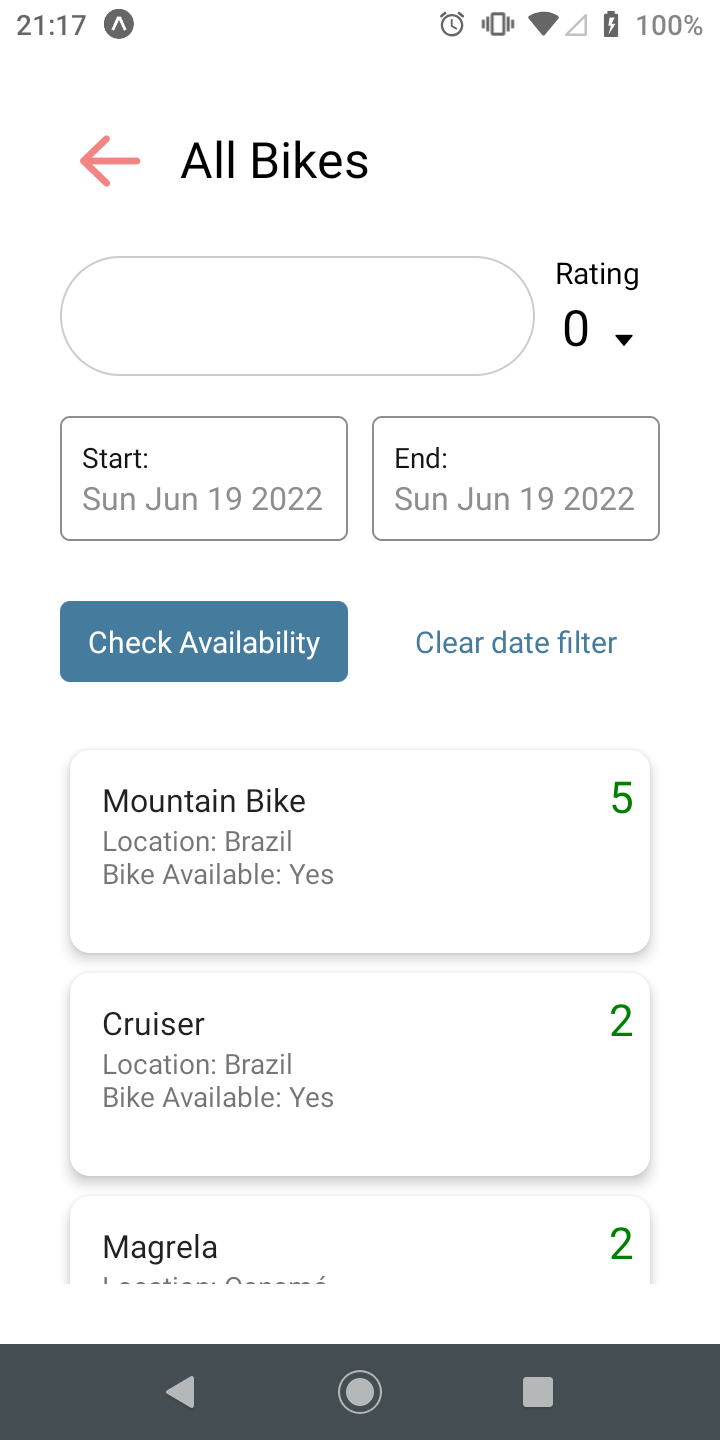 21:17 100%
All Bikes
Rating
0
Start:
Sun Jun 19 2022
End:
Sun Jun 19 2022
Check Availability
Clear date filter
Mountain Bike
5
Location: Brazil
Bike Available: Yes
Cruiser
2
Location: Brazil
Bike Available: Yes
Magrela
2
Location: